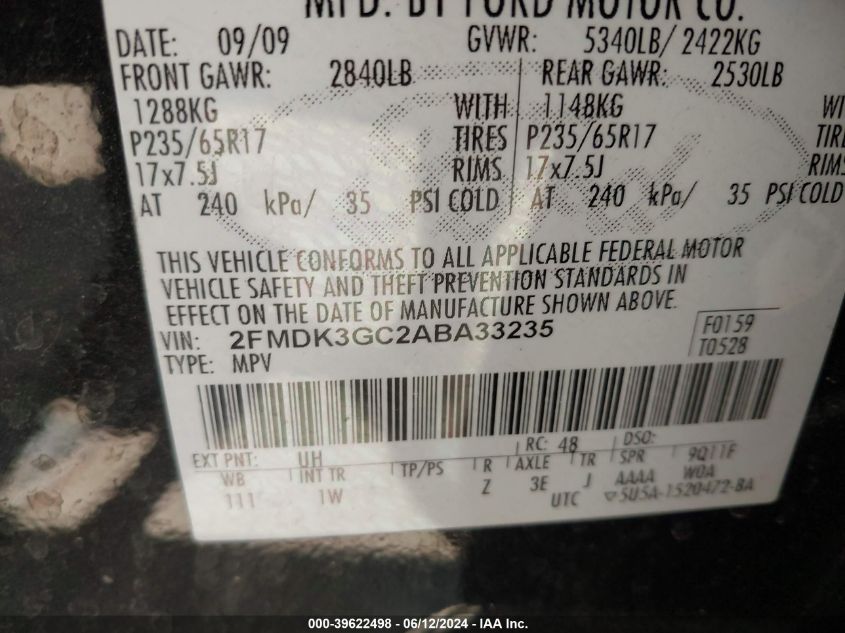 MFD. BY FORD MOTOR CO.
DATE: 09/09 GVWR: 5340LB/ 2422KG
FRONT GAWR: 2840LB REAR GAWR: 2530LB
1288KG WITH 1148KG WI
P235/65R17 TIRES P235/65R17 TIRE
17x7.5J RIMS 17x7.5J RIMS
AT 240 kPa/ 35 PSI COLD AT 240 kPa/ 35 PSI COLD
THIS VEHICLE CONFORMS TO ALL APPLICABLE FEDERAL MOTOR
VEHICLE SAFETY AND THEFT PREVENTION STANDARDS IN
EFFECT ON THE DATE OF MANUFACTURE SHOWN ABOVE.
VIN: 2FMDK3GC2ABA33235 F0159
TYPE: MPV T0528
EXT PNT: UH RC: 48 DSO:
WB INT TR TP/PS R AXLE TR SPR 9Q11F
111 1W Z 3E J AAAA W0A
UTC 5U5A-1520472-BA
000-39622498 - 06/12/2024 - IAA Inc.